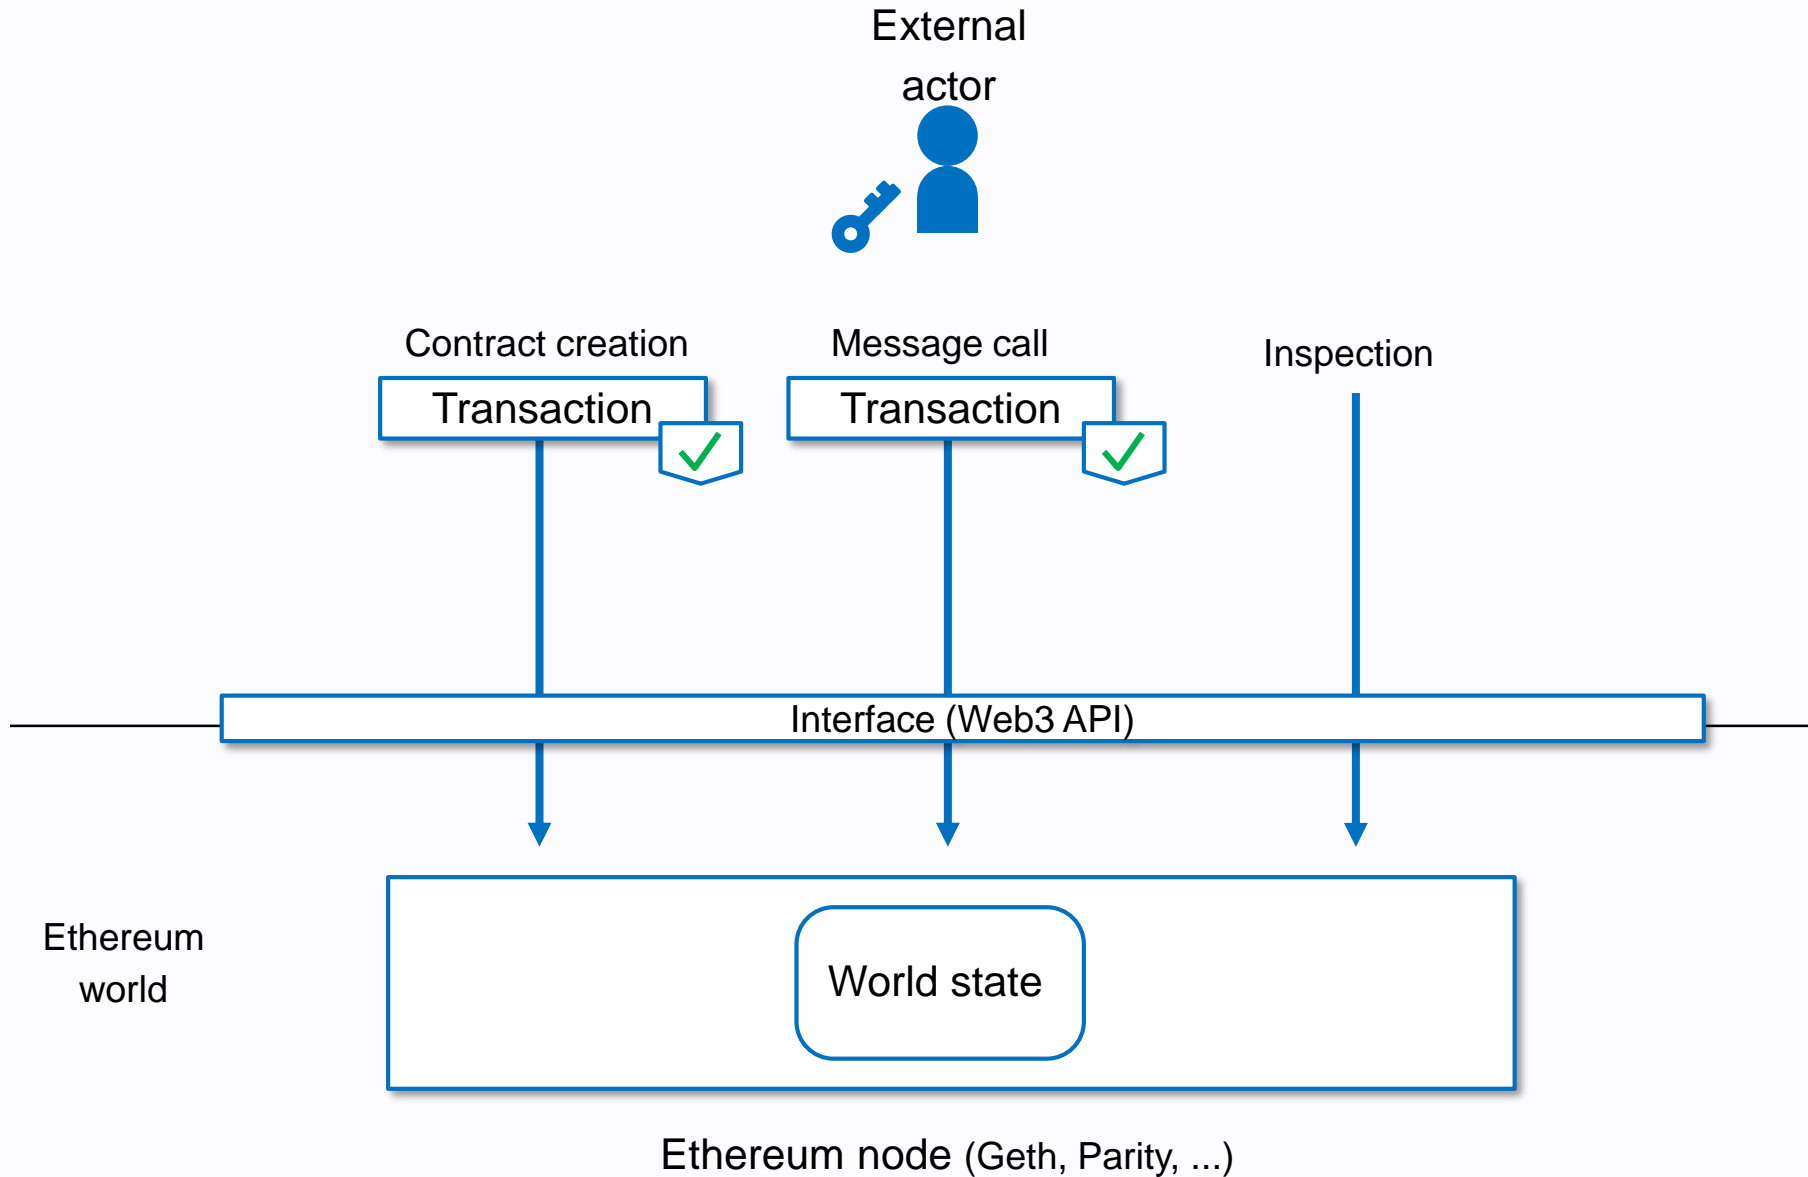 External
actor
Contract creation
Message call
Inspection
Transaction
Transaction
Interface (Web3 API)
Ethereum
world
World state
Ethereum node (Geth, Parity, ...)